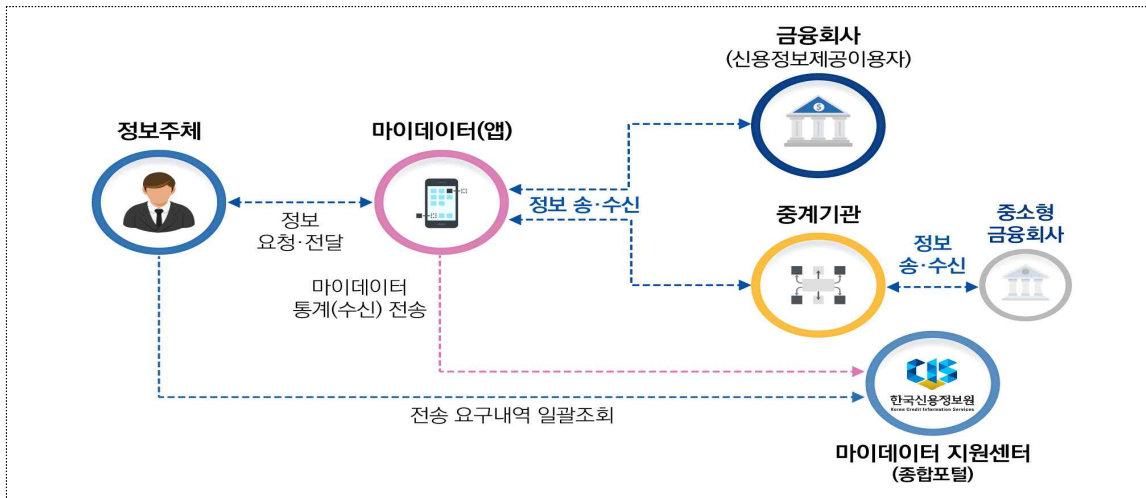 금융회사
(신용정보제공이용자)
정보주체
마이데이터(앱)
정보
요청·전달
정보 송·수신
중계기관
정보
송·수신
중소형
금융회사
마이데이터
통계(수신) 전송
전송 요구내역 일괄조회
CIS
한국신용정보원
Korea Credit Information Services
마이데이터 지원센터
(종합포털)